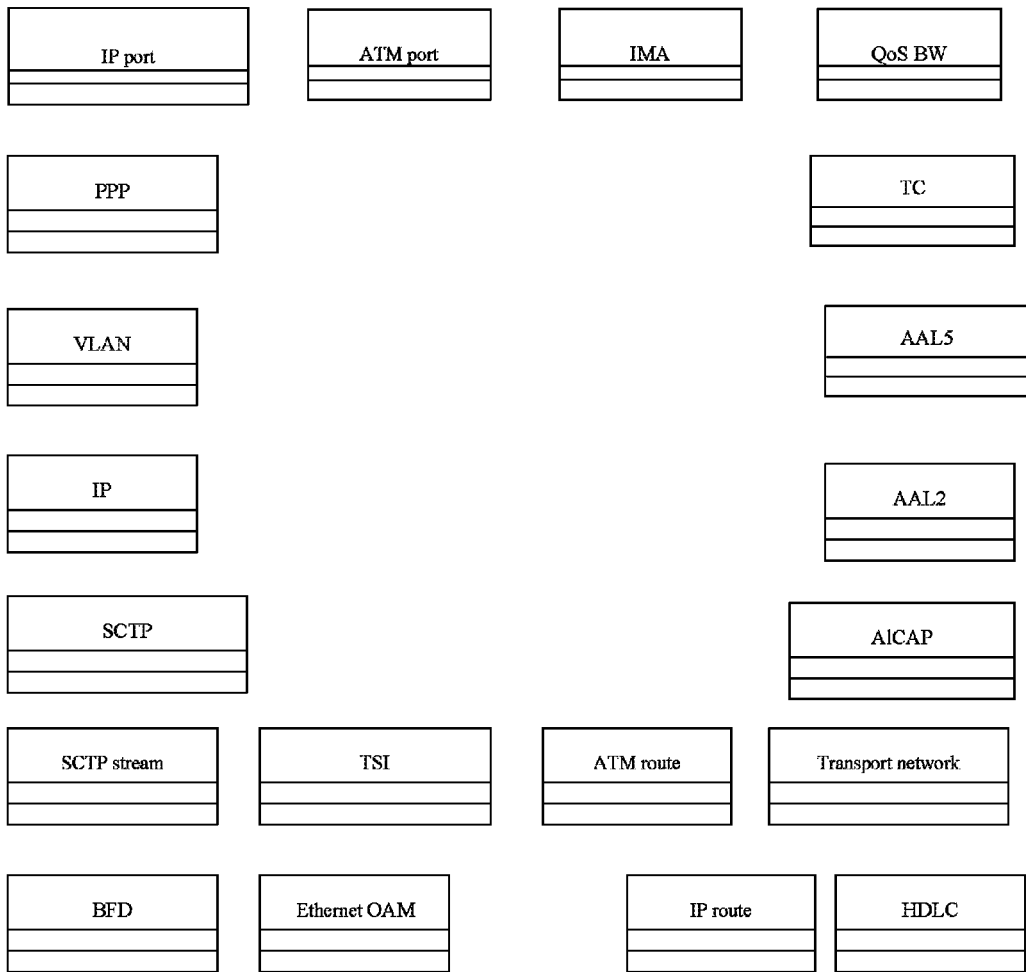 IP port
ATM port
IMA
QoS BW
PPP
TC
VLAN
AAL5
IP
AAL2
SCTP
AlCAP
SCTP stream
TSI
ATM route
Transport network
BFD
Ethernet OAM
IP route
HDLC